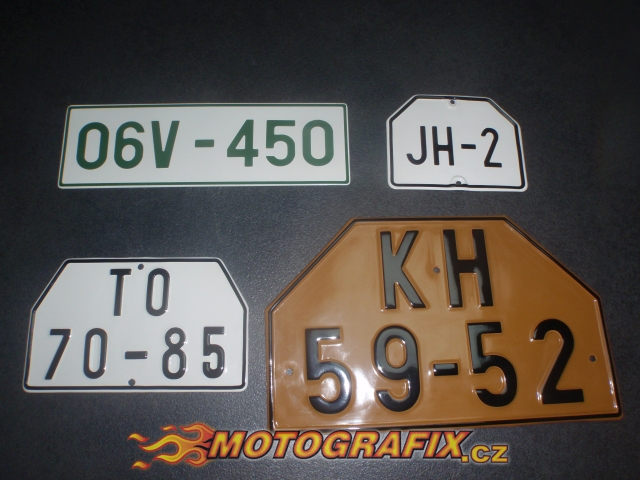 06V-450
JH-2
TO
70-85
KH
59-52
MOTOGRAFIX.cz